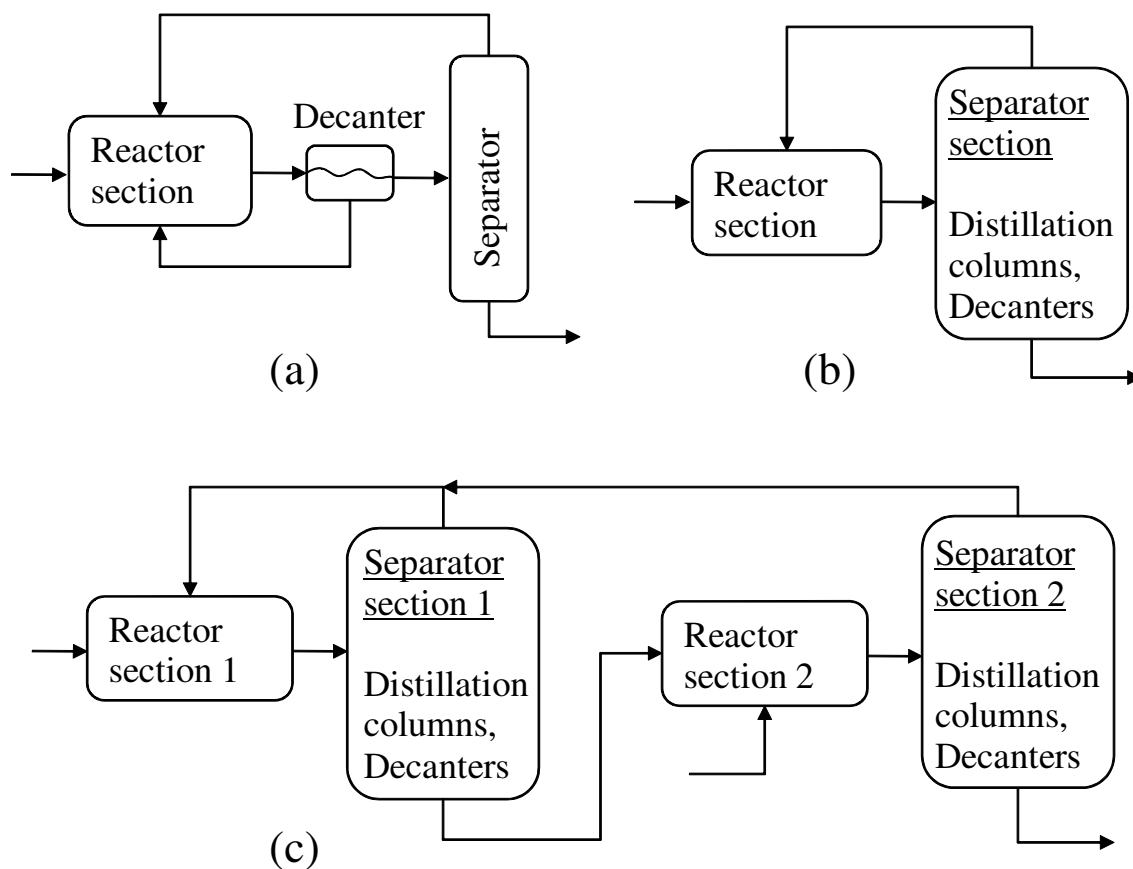 Decanter
Reactor
section
Separator
(a)
Reactor
section
Separator
section
Distillation
columns,
Decanters
(b)
Reactor
section 1
Separator
section 1
Distillation
columns,
Decanters
Reactor
section 2
Separator
section 2
Distillation
columns,
Decanters
(c)